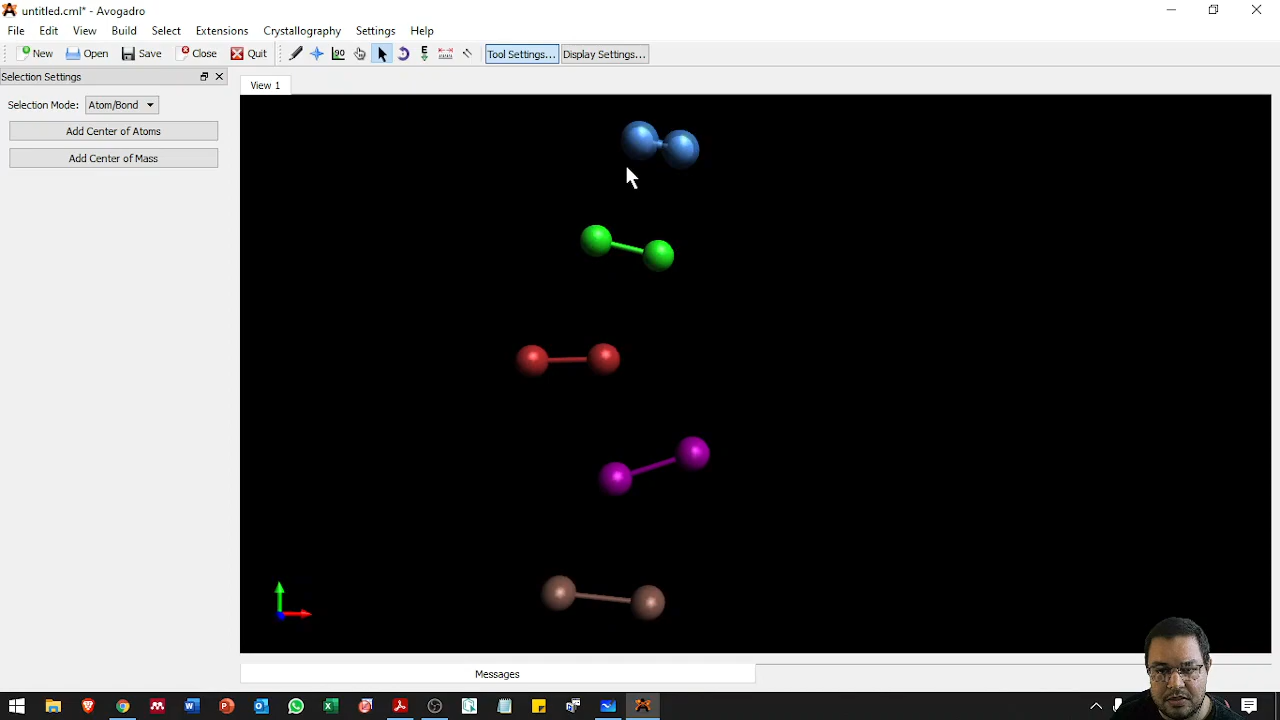 untitled.cml* - Avogadro
File Edit View Build Select Extensions Crystallography Settings Help
New Open Save Close Quit E Tool Settings... Display Settings...
Selection Settings
View 1
Selection Mode: Atom/Bond
Add Center of Atoms
Add Center of Mass
Messages